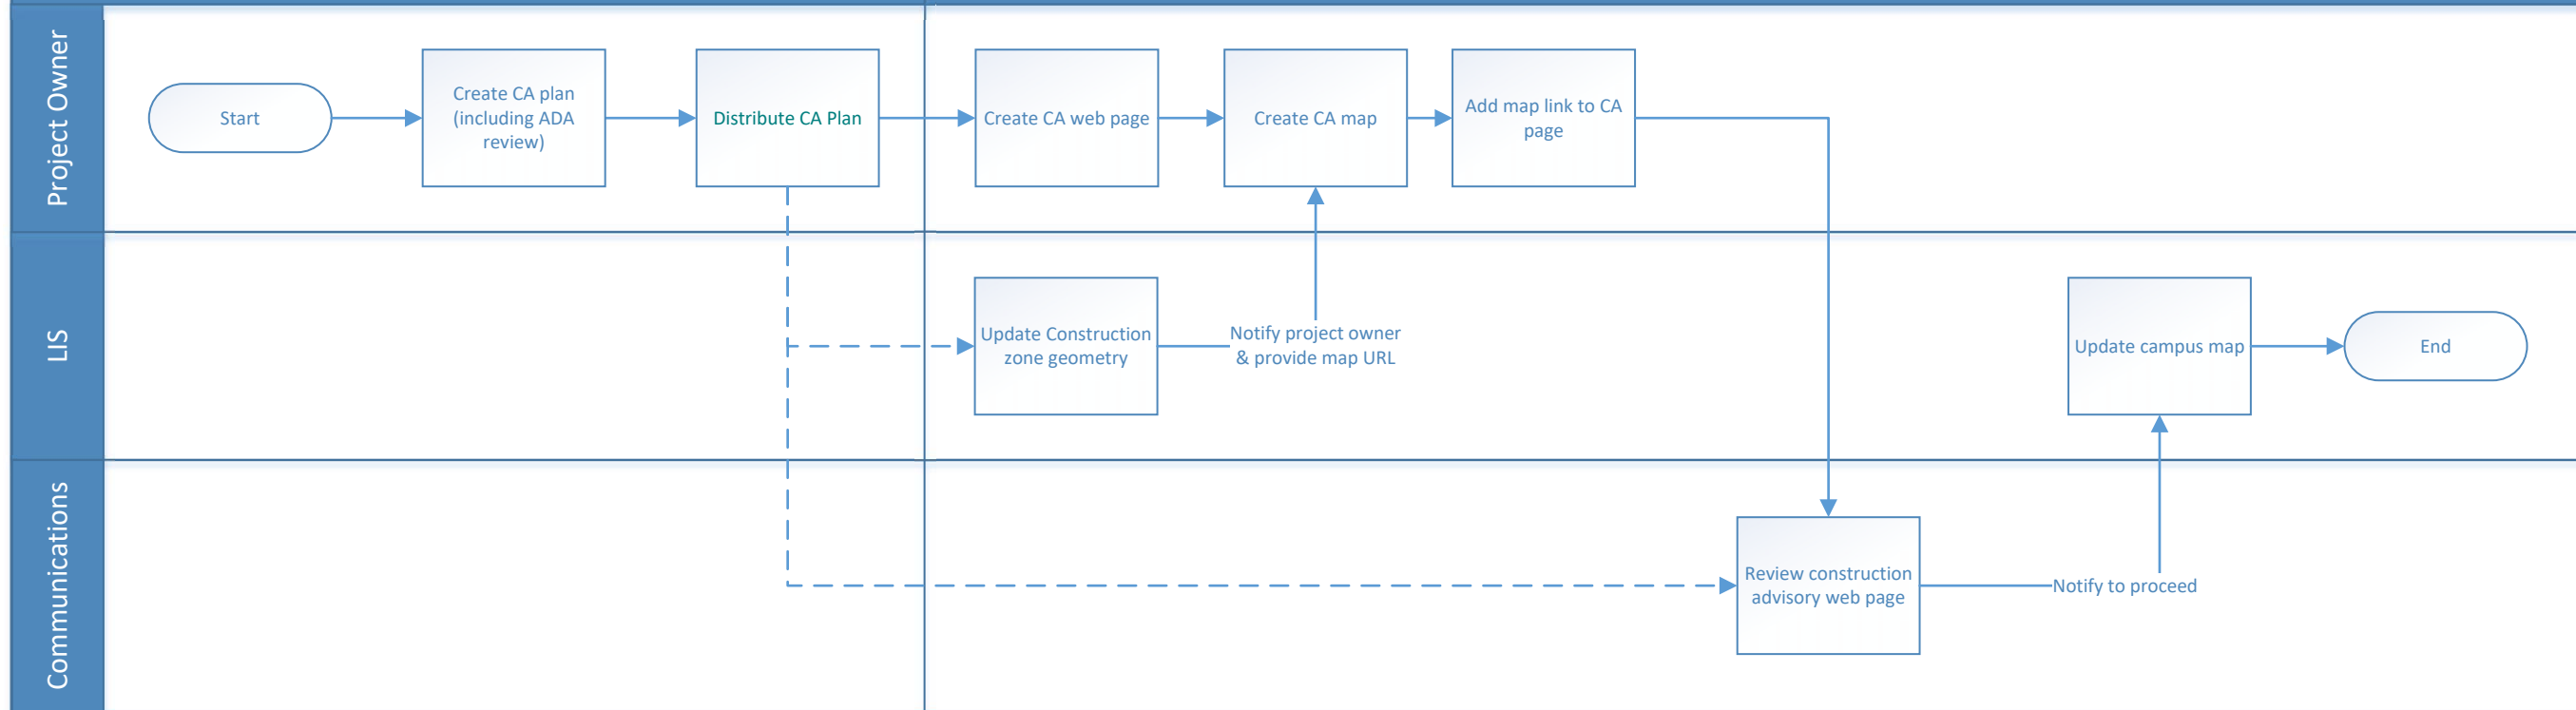 Project Owner
Start
Create CA plan
(including ADA
review)
Distribute CA Plan
Create CA web page
Create CA map
Add map link to CA
page
LIS
Update Construction
zone geometry
Notify project owner
& provide map URL
Update campus map
End
Communications
Review construction
advisory web page
Notify to proceed